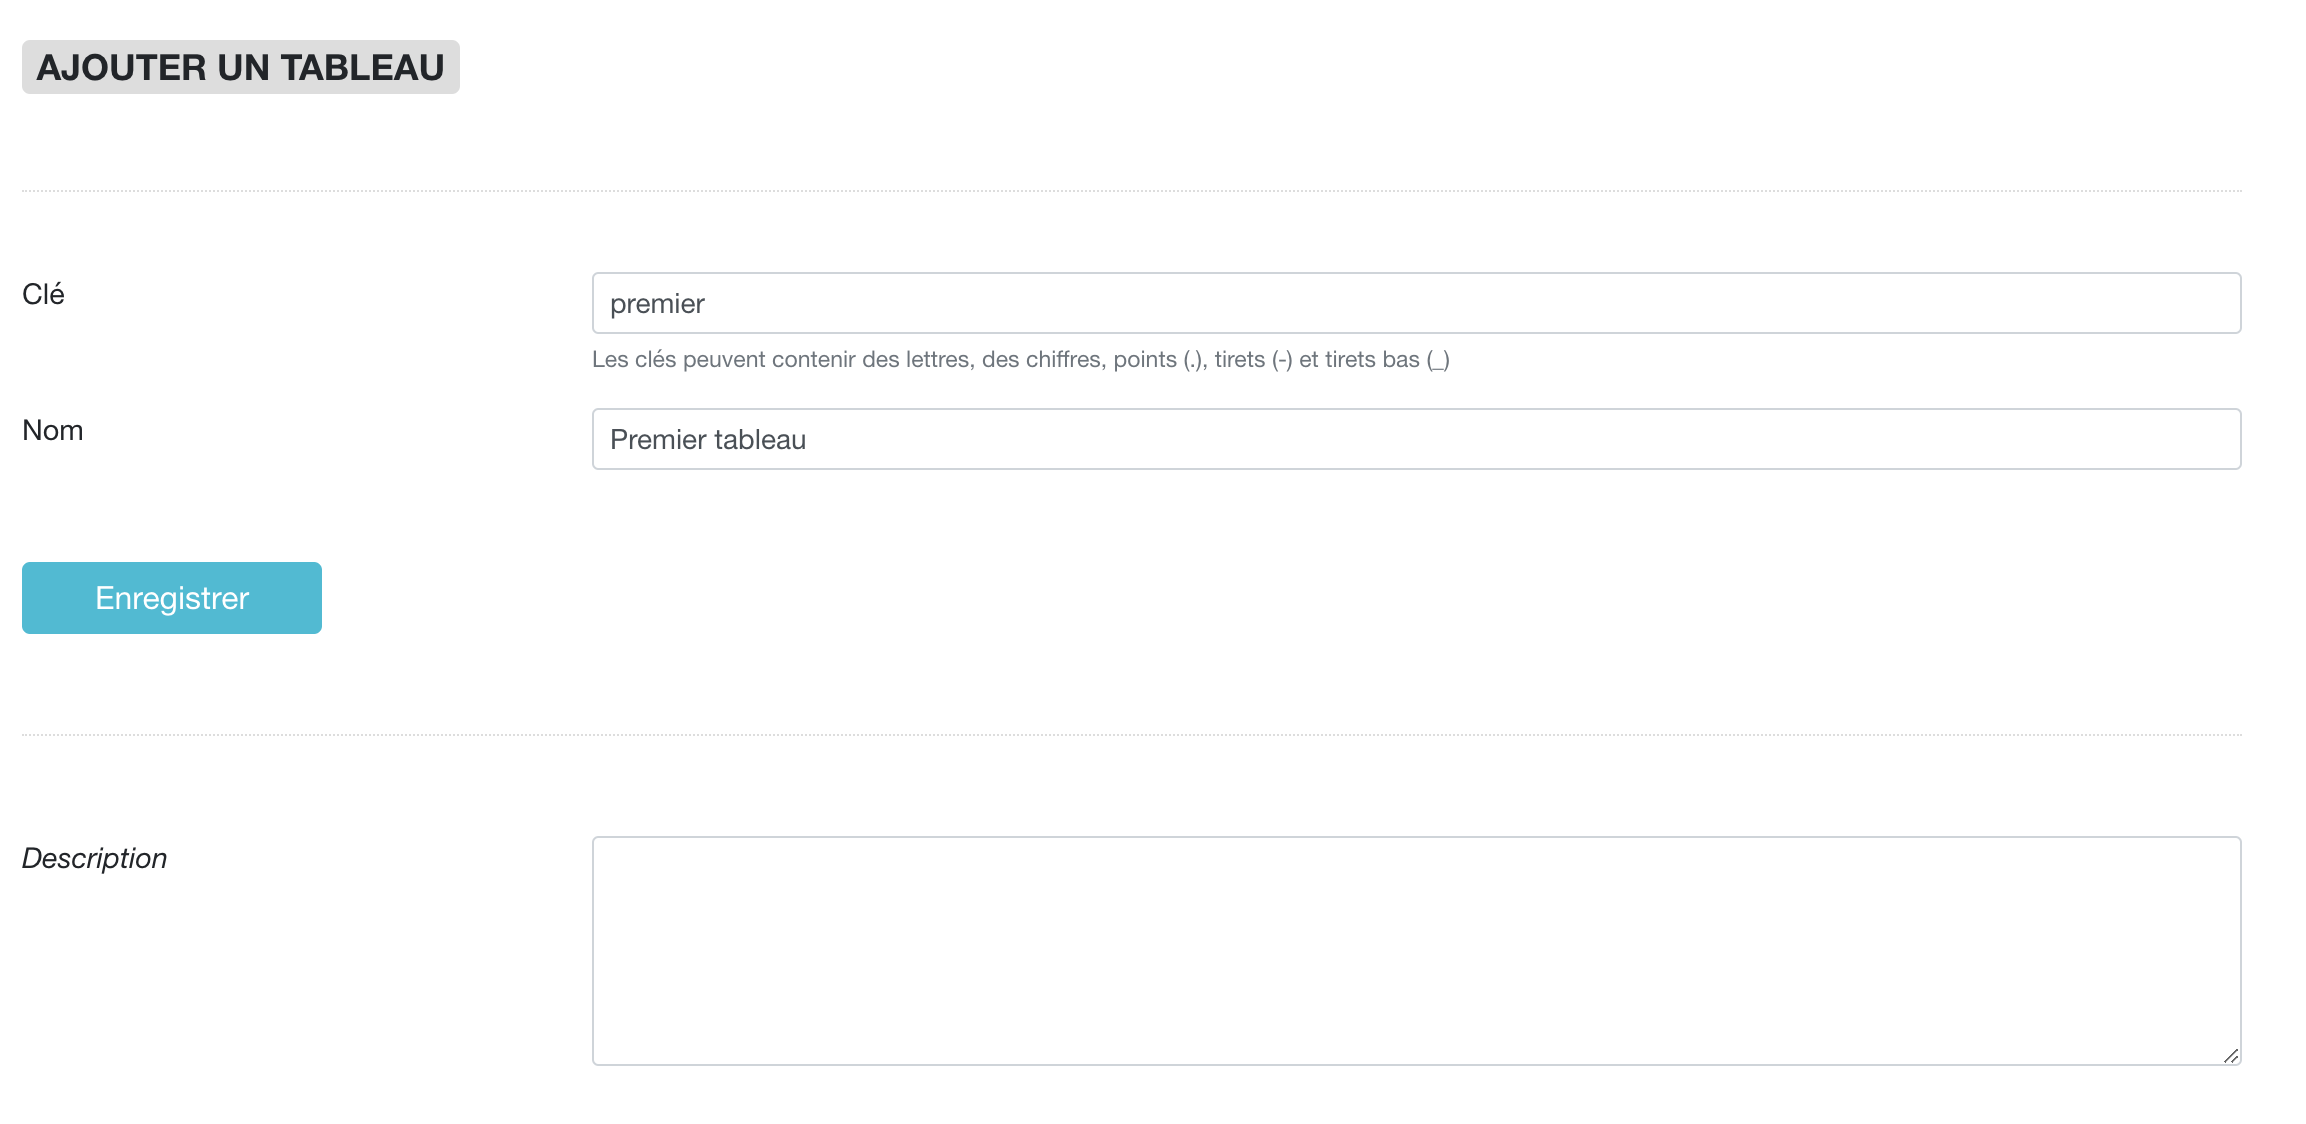 AJOUTER UN TABLEAU
Clé
premier
Les clés peuvent contenir des lettres, des chiffres, points (.), tirets (-) et tirets bas (_)
Nom
Premier tableau
Enregistrer
Description